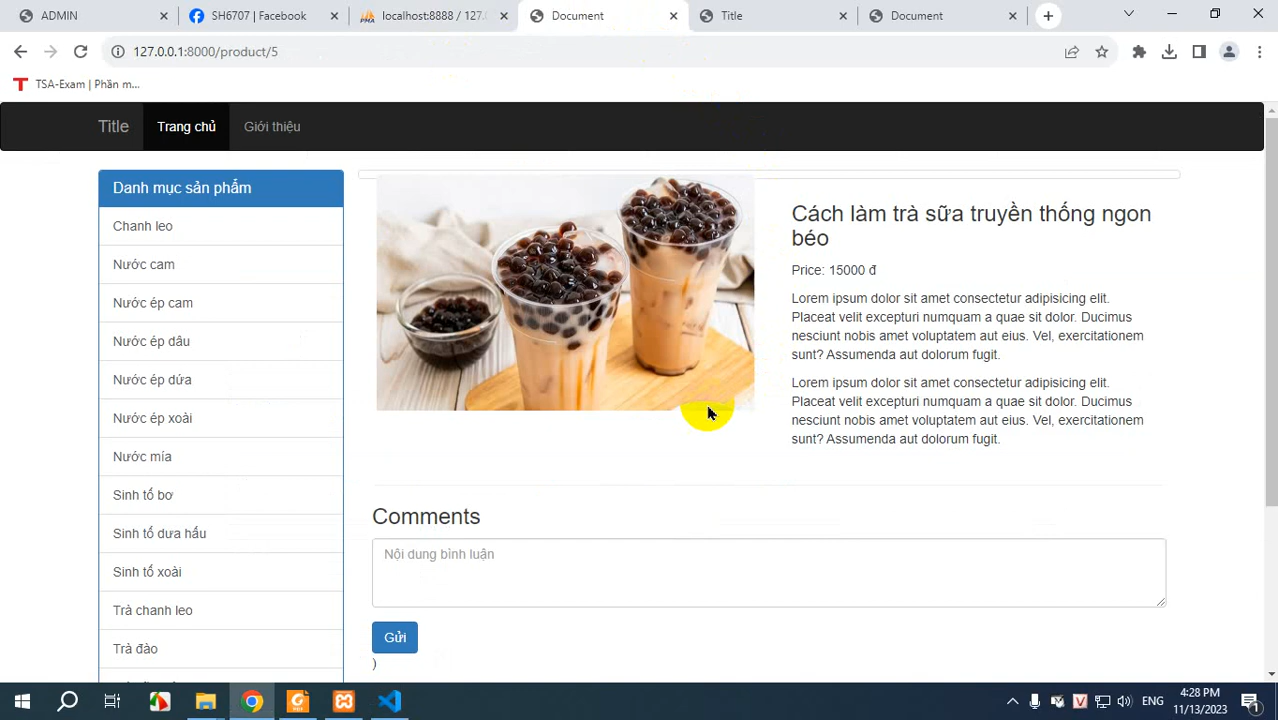 ADMIN
SH6707 | Facebook
localhost:8888 / 127.0
Document
Title
Document
127.0.0.1:8000/product/5
TSA-Exam | Phần m...
Title
Trang chủ
Giới thiệu
Danh mục sản phẩm
Chanh leo
Nước cam
Nước ép cam
Nước ép dâu
Nước ép dứa
Nước ép xoài
Nước mía
Sinh tố bơ
Sinh tố dưa hấu
Sinh tố xoài
Trà chanh leo
Trà đào
Cách làm trà sữa truyền thống ngon
béo
Price: 15000 đ
Lorem ipsum dolor sit amet consectetur adipisicing elit.
Placeat velit excepturi numquam a quae sit dolor. Ducimus
nesciunt nobis amet voluptatem aut eius. Vel, exercitationem
sunt? Assumenda aut dolorum fugit.
Lorem ipsum dolor sit amet consectetur adipisicing elit.
Placeat velit excepturi numquam a quae sit dolor. Ducimus
nesciunt nobis amet voluptatem aut eius. Vel, exercitationem
sunt? Assumenda aut dolorum fugit.
Comments
Nội dung bình luận
Gửi
)
ENG
4:28 PM
11/13/2023